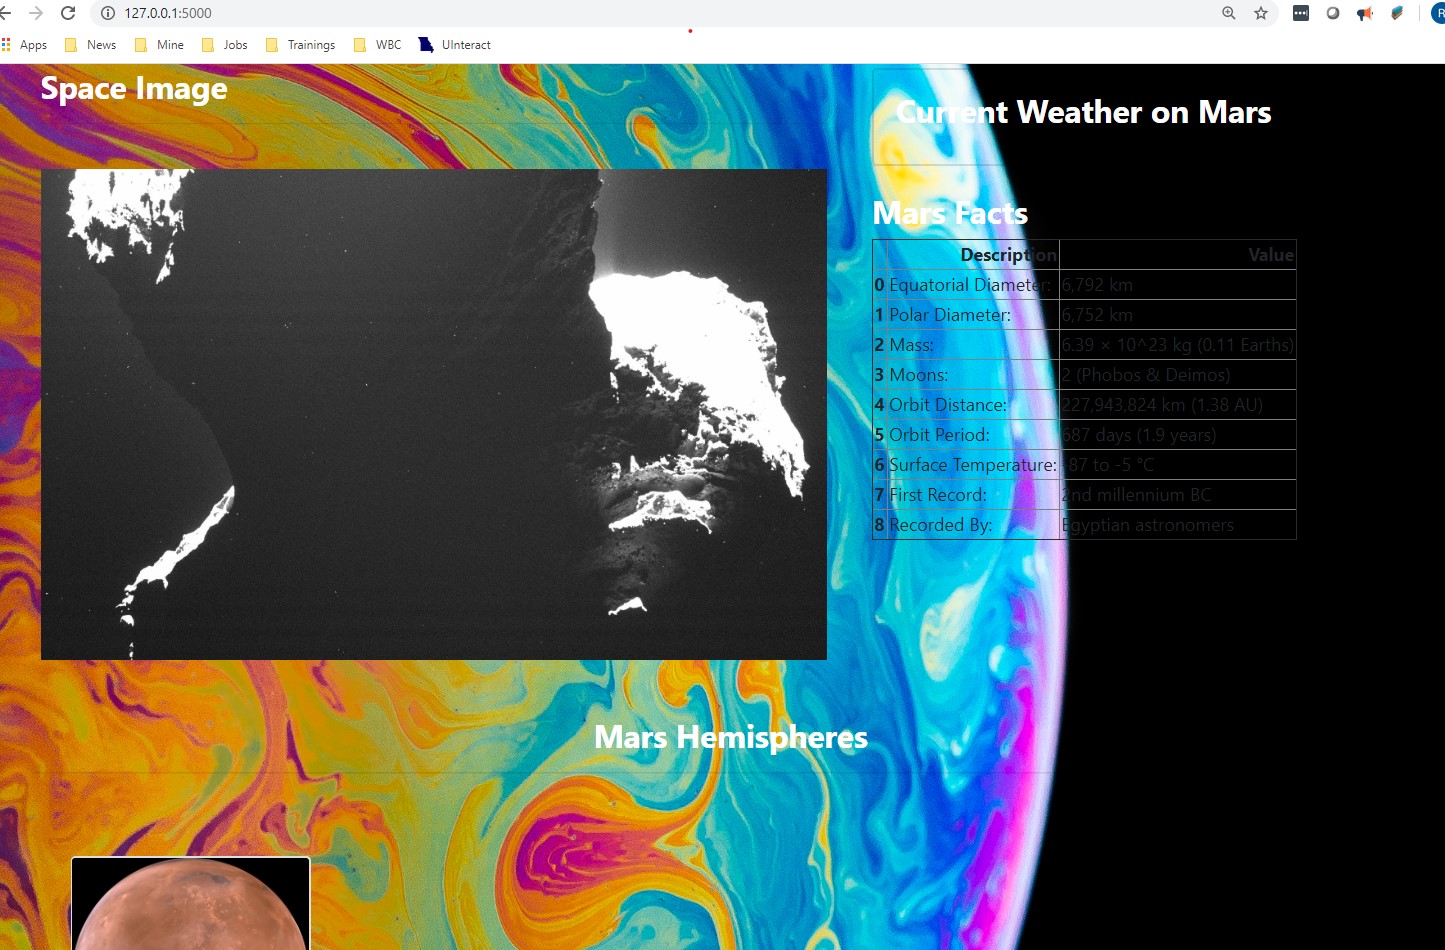 127.0.0.1:5000
R
Apps News Mine Jobs Trainings WBC UInteract
Space Image
Current Weather on Mars
Mars Facts
Description Value
0 Equatorial Diameter: 6,792 km
1 Polar Diameter: 6,752 km
2 Mass: 6.39 × 10^23 kg (0.11 Earths)
3 Moons: 2 (Phobos & Deimos)
4 Orbit Distance: 227,943,824 km (1.38 AU)
5 Orbit Period: 687 days (1.9 years)
6 Surface Temperature: -87 to -5 °C
7 First Record: 2nd millennium BC
8 Recorded By: Egyptian astronomers
Mars Hemispheres